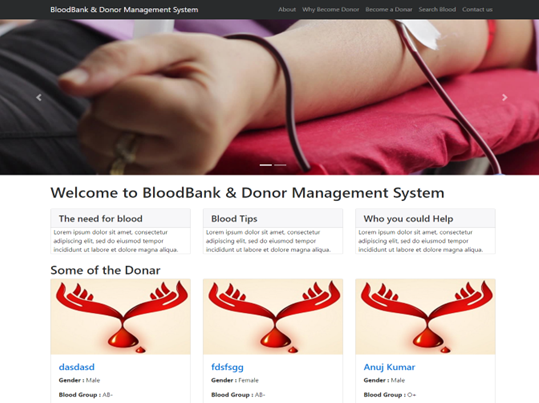 BloodBank & Donor Management System
About Why Become Donor Become a Donar Search Blood Contact us
Welcome to BloodBank & Donor Management System
The need for blood
Lorem ipsum dolor sit amet, consectetur
adipiscing elit, sed do eiusmod tempor
incididunt ut labore et dolore magna aliqua.
Blood Tips
Lorem ipsum dolor sit amet, consectetur
adipiscing elit, sed do eiusmod tempor
incididunt ut labore et dolore magna aliqua.
Who you could Help
Lorem ipsum dolor sit amet, consectetur
adipiscing elit, sed do eiusmod tempor
incididunt ut labore et dolore magna aliqua.
Some of the Donar
dasdasd
Gender : Male
Blood Group : AB-
fdsfsgg
Gender : Female
Blood Group : AB-
Anuj Kumar
Gender : Male
Blood Group : O+